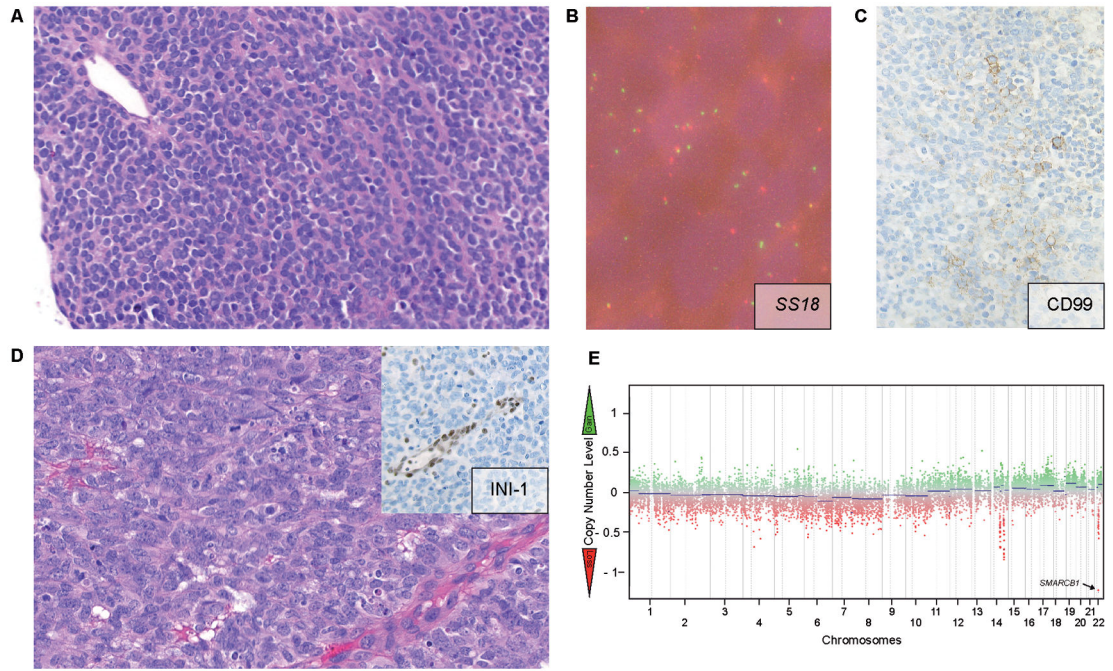 A
SS18
B
CD99
C
INI-1
D
E
Gain
Loss
Copy Number Level
1
0.5
0
- 0.5
- 1
SMARCB1
1 2 3 4 5 6 7 8 9 10 11 12 13 14 15 16 17 18 19 20 21 22
Chromosomes